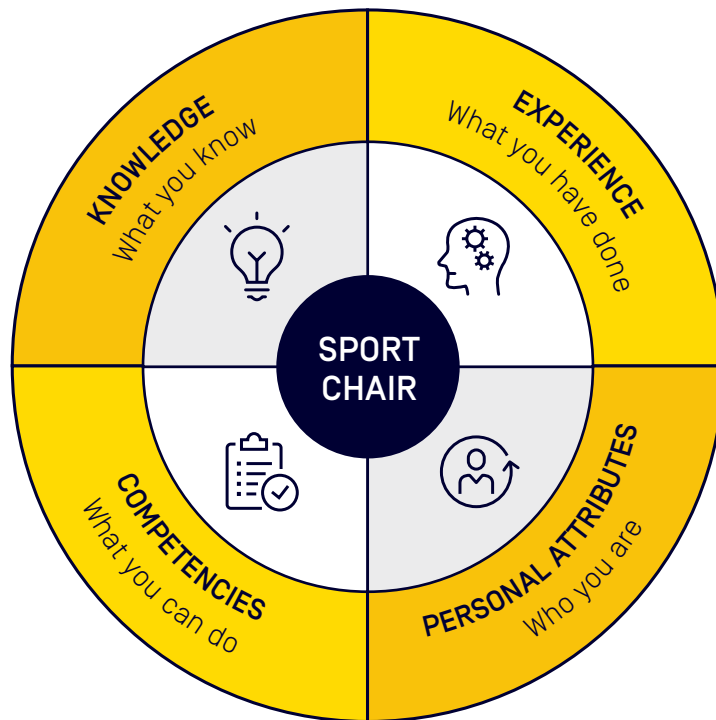 KNOWLEDGE
What you know
EXPERIENCE
What you have done
SPORT
CHAIR
COMPETENCIES
What you can do
PERSONAL ATTRIBUTES
Who you are